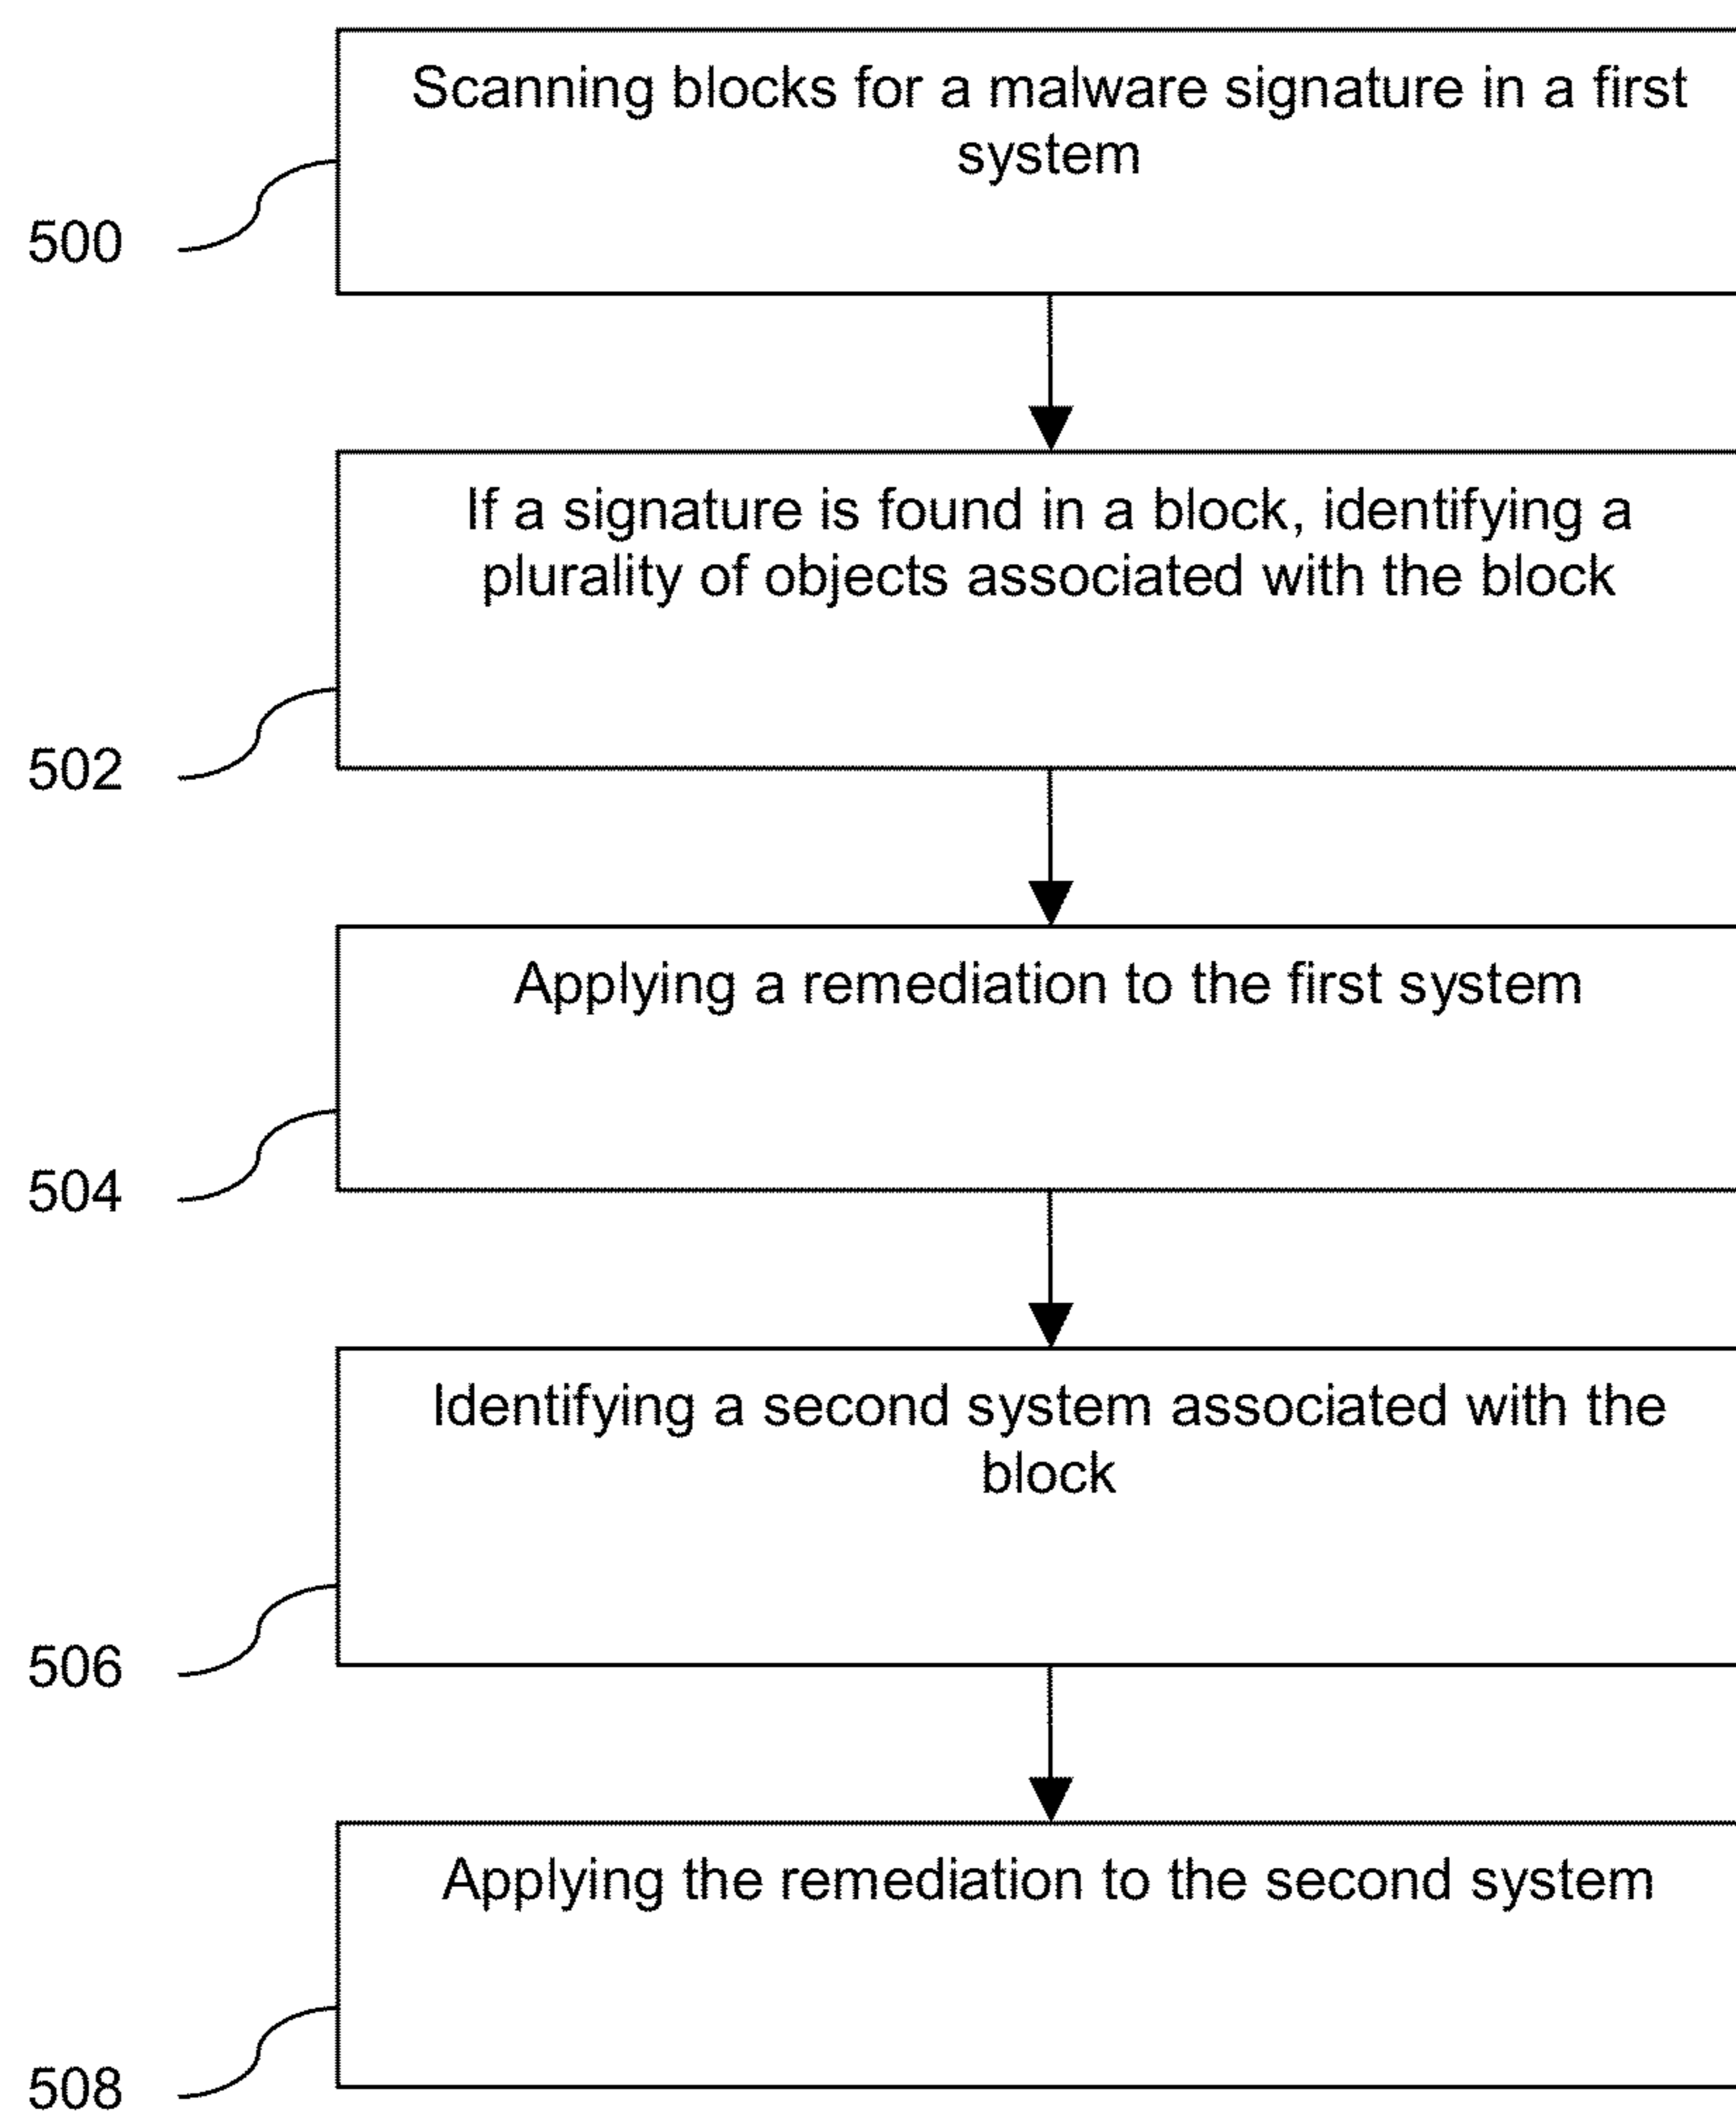 Scanning blocks for a malware signature in a first
system
500
If a signature is found in a block, identifying a
plurality of objects associated with the block
502
Applying a remediation to the first system
504
Identifying a second system associated with the
block
506
Applying the remediation to the second system
508